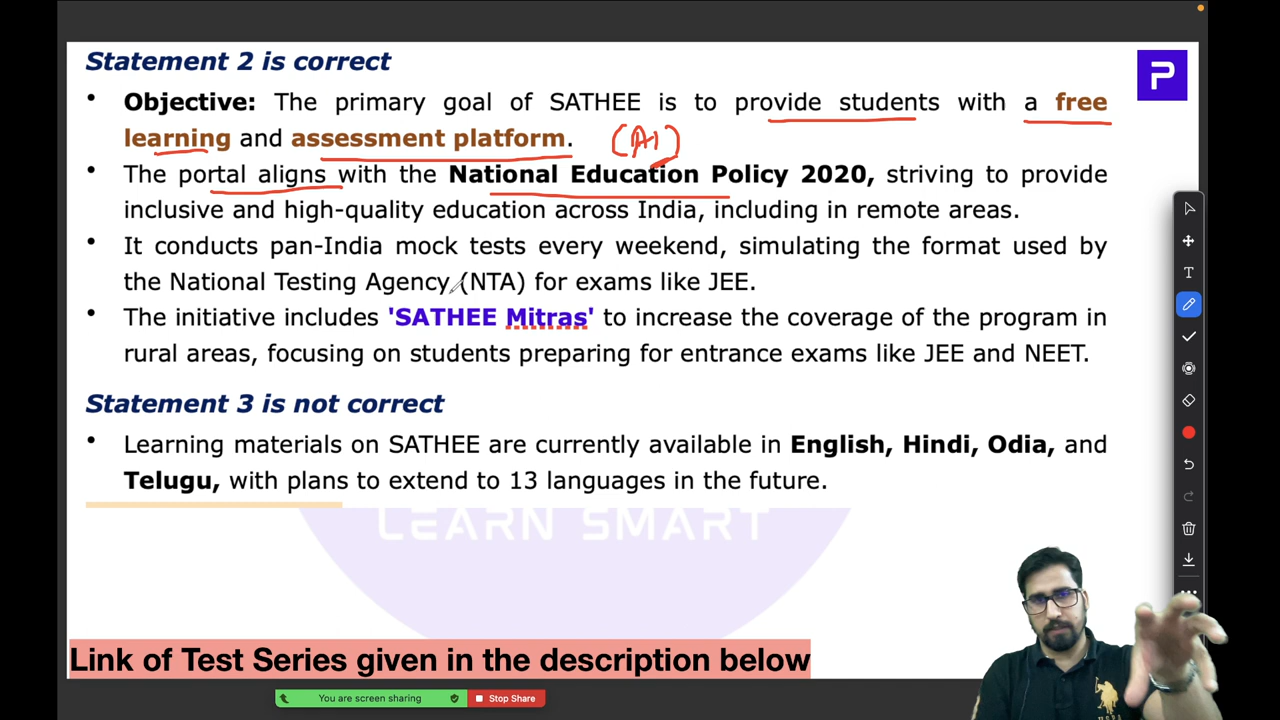 Statement 2 is correct
P
• Objective: The primary goal of SATHEE is to provide students with a free
learning and assessment platform. (AI)
• The portal aligns with the National Education Policy 2020, striving to provide
inclusive and high-quality education across India, including in remote areas.
• It conducts pan-India mock tests every weekend, simulating the format used by
the National Testing Agency (NTA) for exams like JEE.
• The initiative includes 'SATHEE Mitras' to increase the coverage of the program in
rural areas, focusing on students preparing for entrance exams like JEE and NEET.
Statement 3 is not correct
• Learning materials on SATHEE are currently available in English, Hindi, Odia, and
Telugu, with plans to extend to 13 languages in the future.
LEARN SMART
Link of Test Series given in the description below
You are screen sharing Stop Share
T